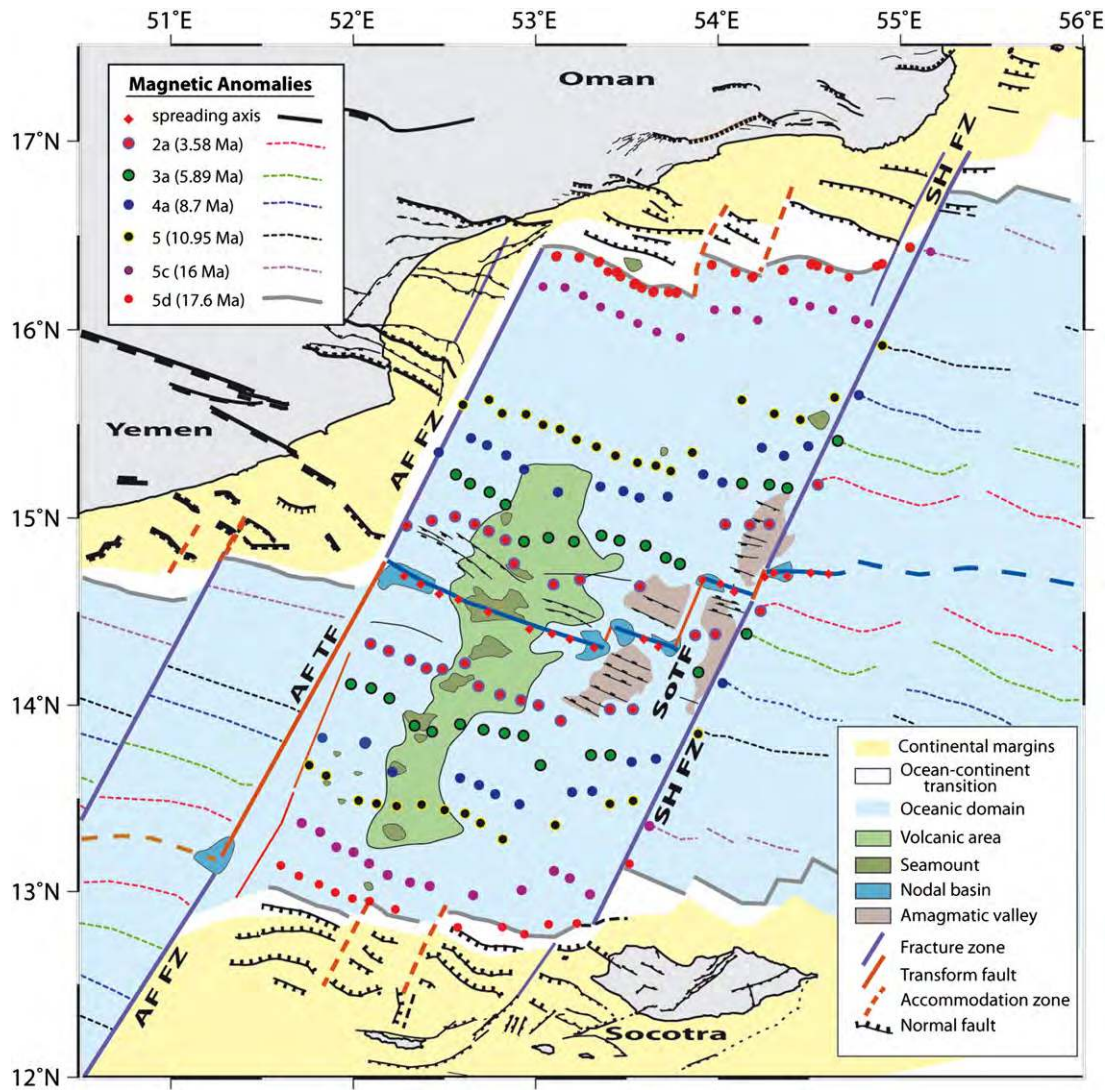 51°E 52°E 53°E 54°E 55°E 56°E
17°N
16°N
15°N
14°N
13°N
12°N
Magnetic Anomalies
spreading axis
2a (3.58 Ma)
3a (5.89 Ma)
4a (8.7 Ma)
5 (10.95 Ma)
5c (16 Ma)
5d (17.6 Ma)
Oman
SH FZ
Yemen
AF FZ
AF TF
SoTF
SH FZ
AF FZ
Socotra
Continental margins
Ocean-continent
transition
Oceanic domain
Volcanic area
Seamount
Nodal basin
Amagmatic valley
Fracture zone
Transform fault
Accommodation zone
Normal fault